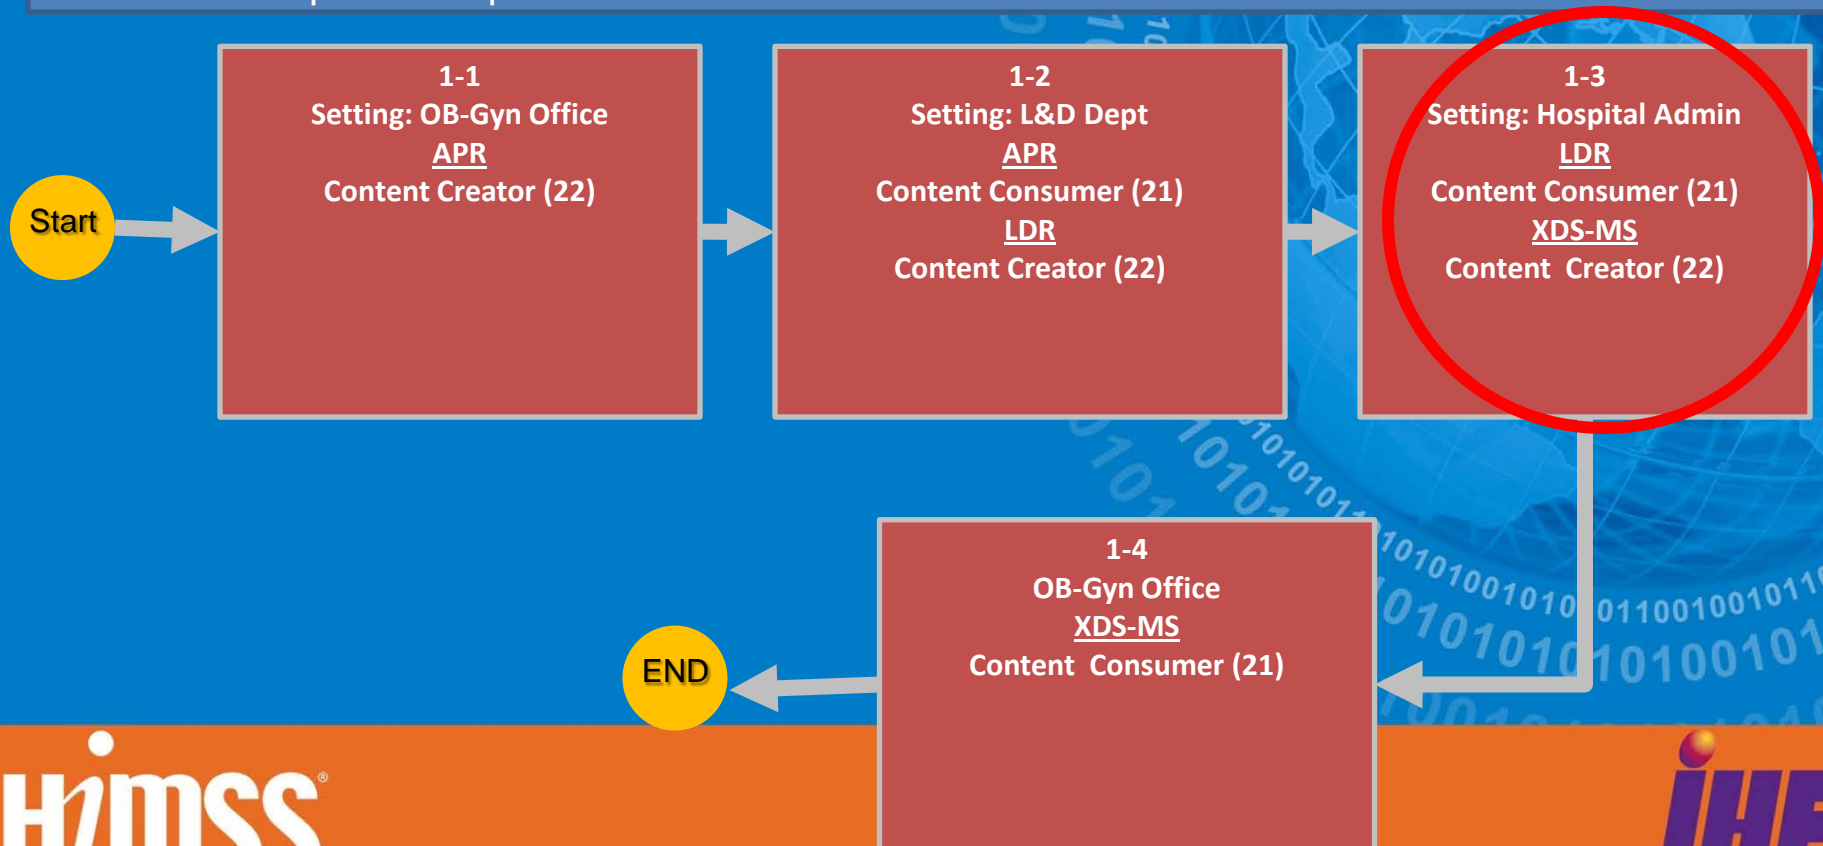 1-1
Setting: OB-Gyn Office
APR
Content Creator (22)
1-2
Setting: L&D Dept
APR
Content Consumer (21)
LDR
Content Creator (22)
1-3
Setting: Hospital Admin
LDR
Content Consumer (21)
XDS-MS
Content  Creator (22)
Start
1-4
OB-Gyn Office
XDS-MS
Content  Consumer (21)
END
HIMSS®
IHE